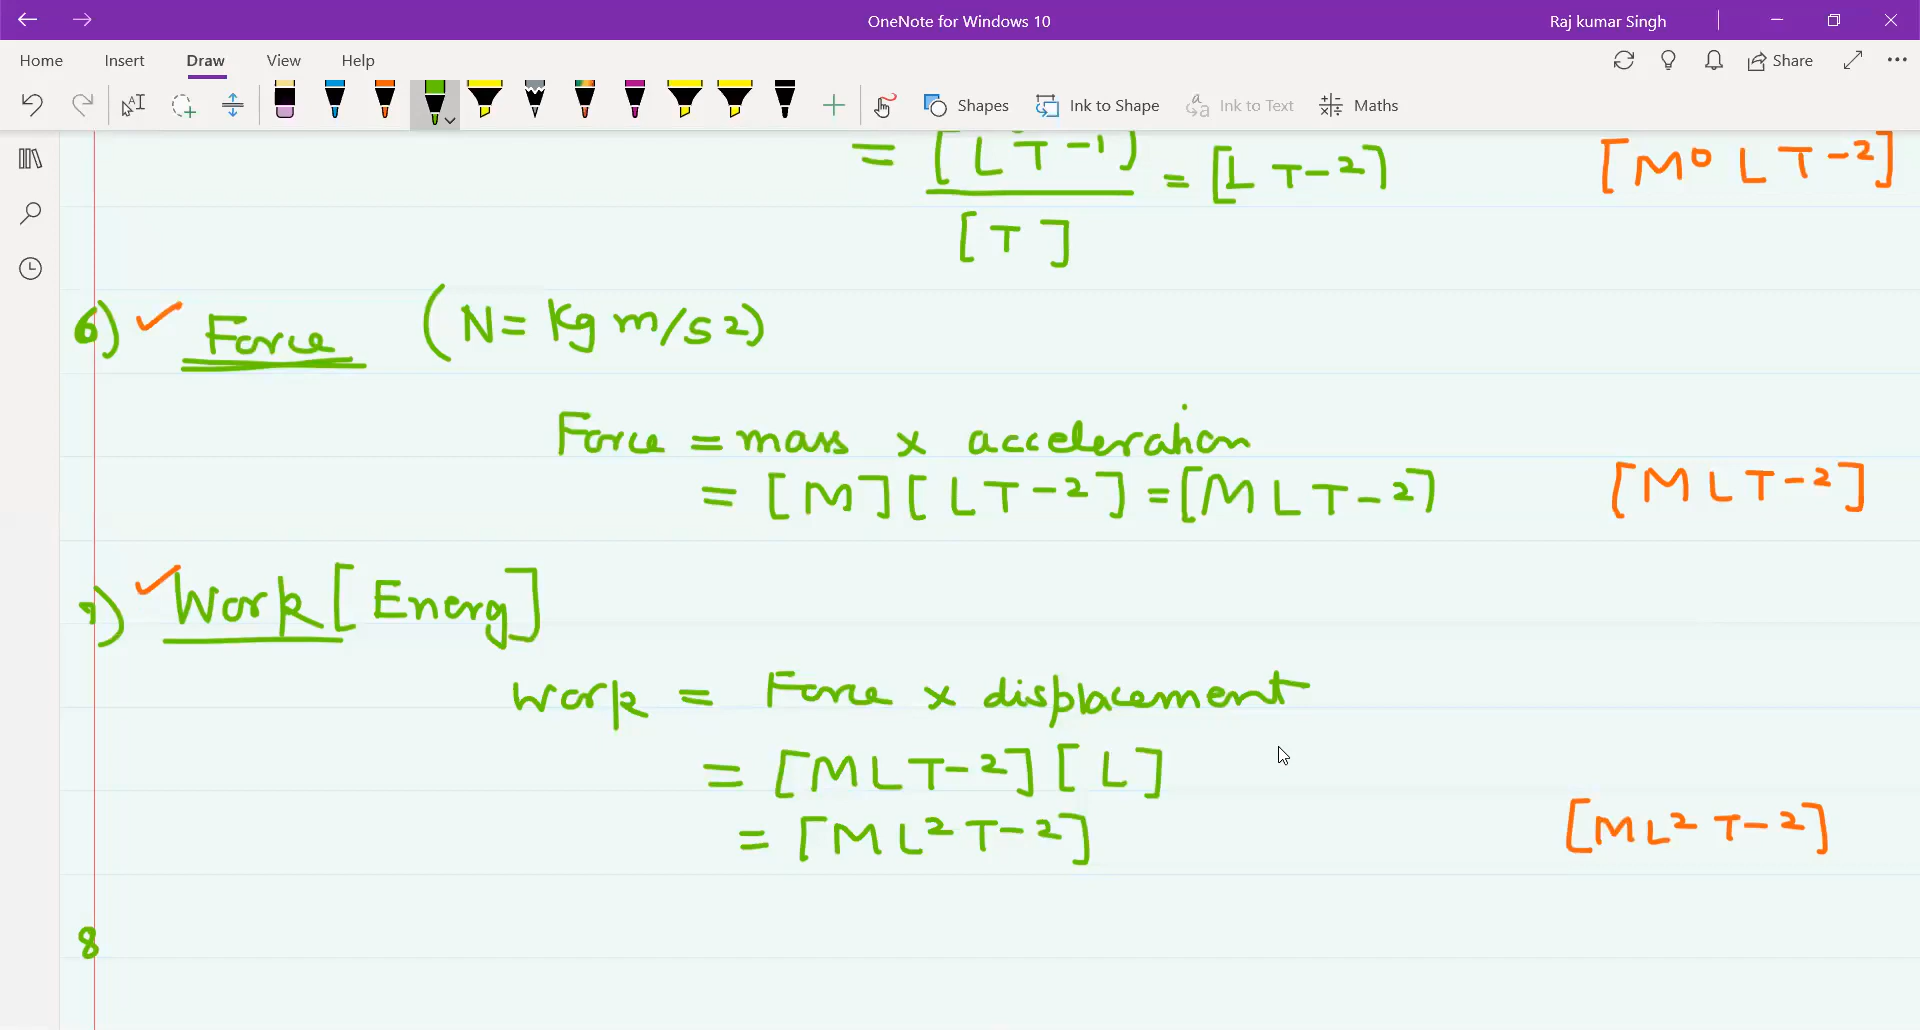 OneNote for Windows 10
Raj kumar Singh
Home Insert Draw View Help
Share
Shapes Ink to Shape Ink to Text Maths
= [LT-1] / [T] = [LT-2] [M0LT-2]
6) Force (N= kg m/s2)
Force = mass x acceleration
= [M][LT-2] = [MLT-2] [MLT-2]
7) Work [Energy]
Work = Force x displacement
= [MLT-2][L]
= [ML2T-2] [ML2T-2]
8